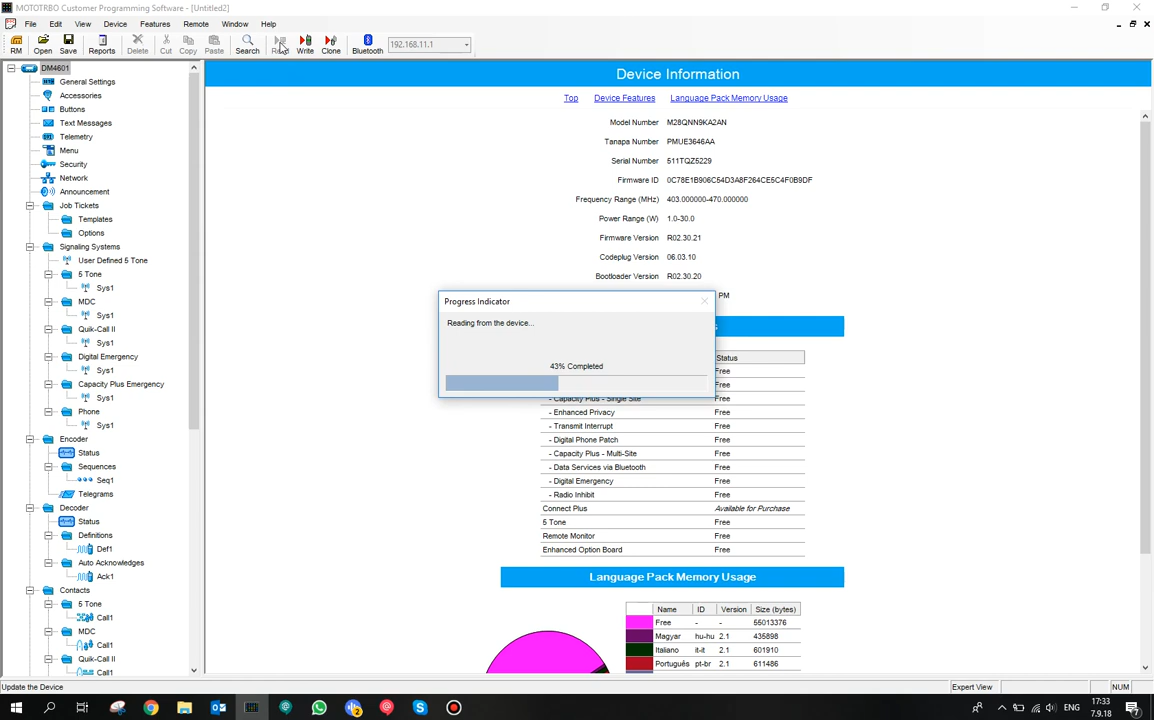 MOTOTRBO Customer Programming Software - [Untitled2]
File Edit View Device Features Remote Window Help
RM Open Save Reports Delete Cut Copy Paste Search Write Clone Bluetooth 192.168.11.1
DM4601
General Settings
Accessories
Buttons
Text Messages
Telemetry
Menu
Security
Network
Announcement
Job Tickets
Templates
Options
Signaling Systems
User Defined 5 Tone
5 Tone
Sys1
MDC
Sys1
Quik-Call II
Sys1
Digital Emergency
Sys1
Capacity Plus Emergency
Sys1
Phone
Sys1
Encoder
Status
Sequences
Seq1
Telegrams
Decoder
Status
Definitions
Def1
Auto Acknowledges
Ack1
Contacts
5 Tone
Call1
MDC
Call1
Quik-Call II
Call1
Device Information
Top Device Features Language Pack Memory Usage
Model Number M28QNN9KA2AN
Tanapa Number PMUE3646AA
Serial Number 511TQZ5229
Firmware ID 0C78E1B906C54D3A8F264CE5C4F0B9DF
Frequency Range (MHz) 403.000000-470.000000
Power Range (W) 1.0-30.0
Firmware Version R02.30.21
Codeplug Version 06.03.10
Bootloader Version R02.30.20
PM
Progress Indicator
Reading from the device...
43% Completed
Status
Free
Free
- Capacity Plus - Single Site Free
- Enhanced Privacy Free
- Transmit Interrupt Free
- Digital Phone Patch Free
- Capacity Plus - Multi-Site Free
- Data Services via Bluetooth Free
- Digital Emergency Free
- Radio Inhibit Free
Connect Plus Available for Purchase
5 Tone Free
Remote Monitor Free
Enhanced Option Board Free
Language Pack Memory Usage
Name ID Version Size (bytes)
Free - - 55013376
Magyar hu-hu 2.1 435898
Italiano it-it 2.1 601910
Português pt-br 2.1 611486
Update the Device Expert View NUM
ENG 17:33
7.9.18